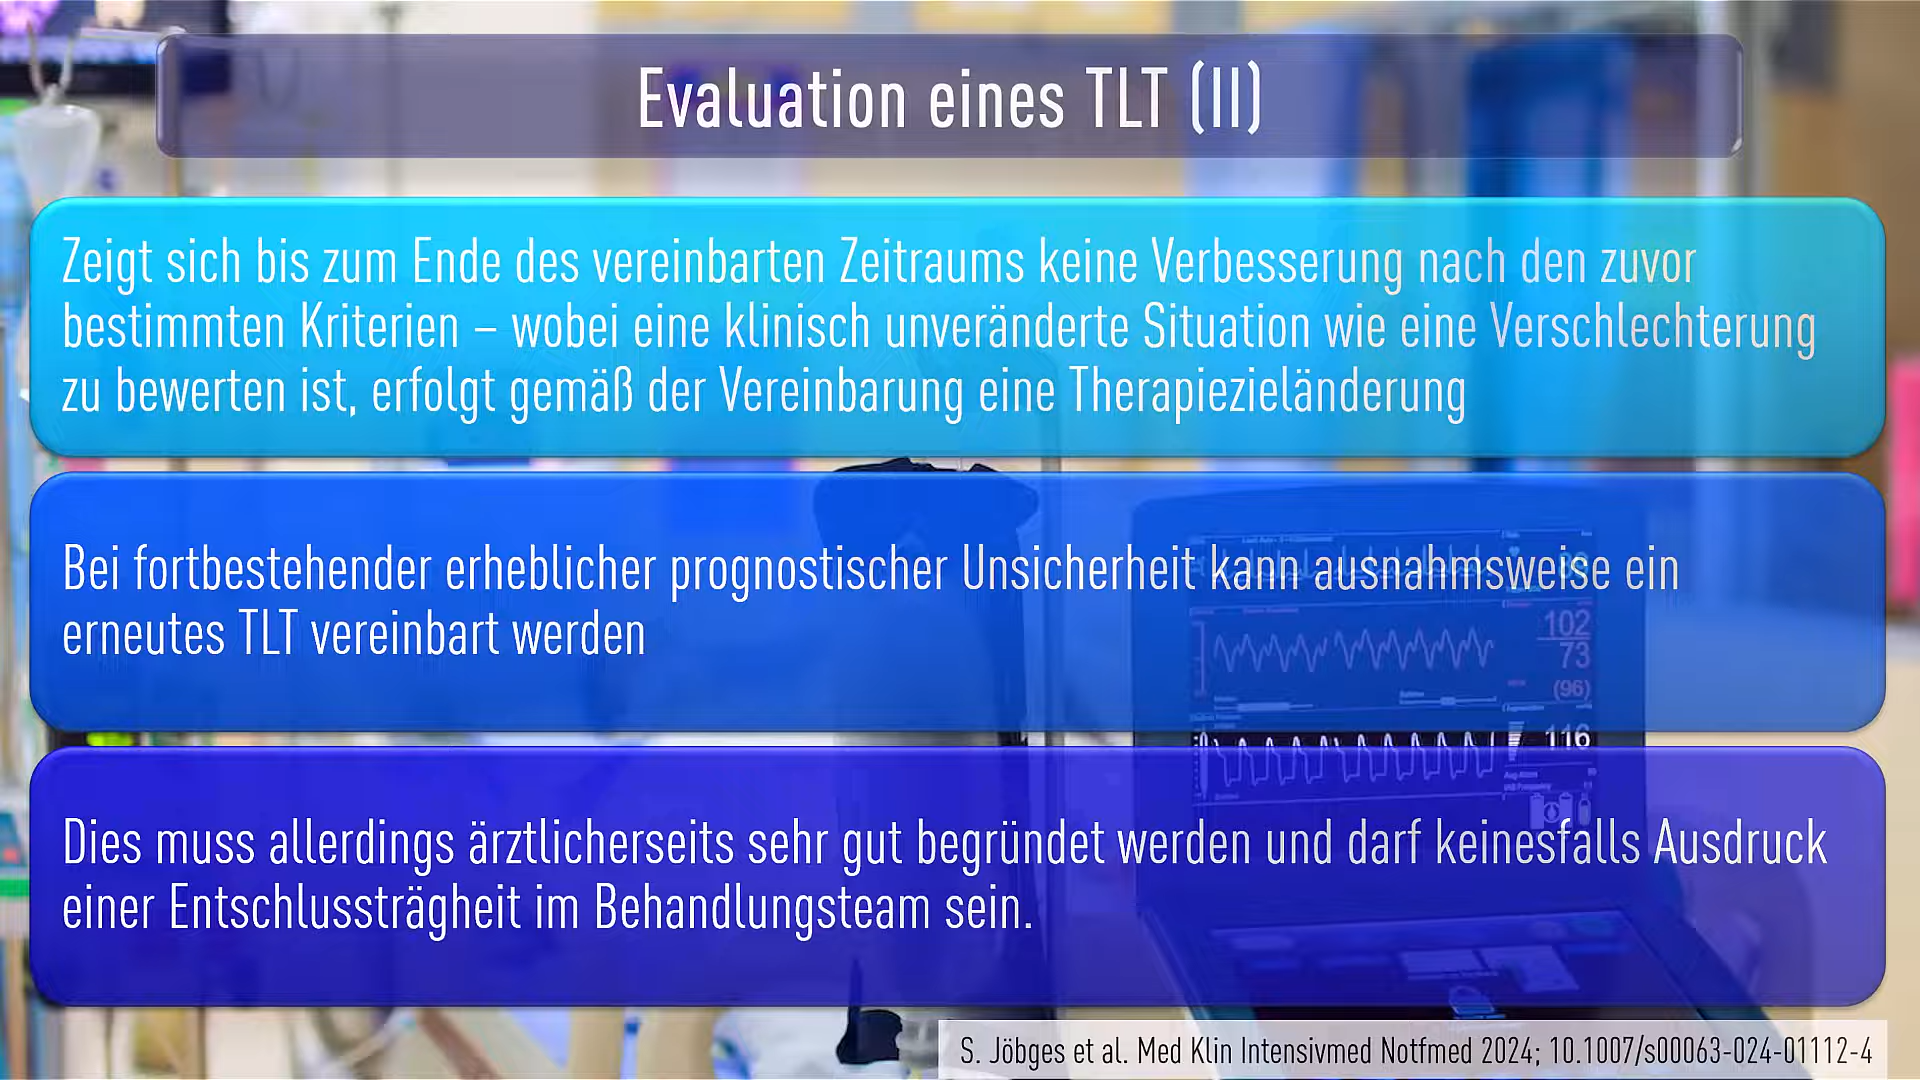 Evaluation eines TLT (II)
Zeigt sich bis zum Ende des vereinbarten Zeitraums keine Verbesserung nach den zuvor
bestimmten Kriterien – wobei eine klinisch unveränderte Situation wie eine Verschlechterung
zu bewerten ist, erfolgt gemäß der Vereinbarung eine Therapiezieländerung
Bei fortbestehender erheblicher prognostischer Unsicherheit kann ausnahmsweise ein
erneutes TLT vereinbart werden
102
73
(96)
116
Dies muss allerdings ärztlicherseits sehr gut begründet werden und darf keinesfalls Ausdruck
einer Entschlussträgheit im Behandlungsteam sein.
S. Jöbges et al. Med Klin Intensivmed Notfmed 2024; 10.1007/s00063-024-01112-4